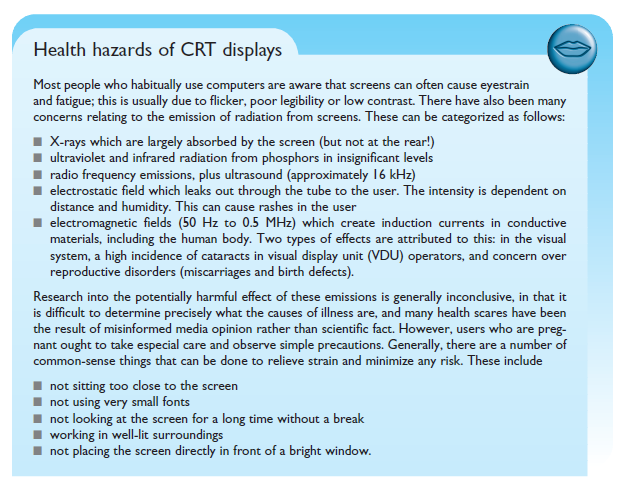 Health hazards of CRT displays
Most people who habitually use computers are aware that screens can often cause eyestrain
and fatigue; this is usually due to flicker, poor legibility or low contrast. There have also been many
concerns relating to the emission of radiation from screens. These can be categorized as follows:
■ X-rays which are largely absorbed by the screen (but not at the rear!)
■ ultraviolet and infrared radiation from phosphors in insignificant levels
■ radio frequency emissions, plus ultrasound (approximately 16 kHz)
■ electrostatic field which leaks out through the tube to the user. The intensity is dependent on
distance and humidity. This can cause rashes in the user
■ electromagnetic fields (50 Hz to 0.5 MHz) which create induction currents in conductive
materials, including the human body. Two types of effects are attributed to this: in the visual
system, a high incidence of cataracts in visual display unit (VDU) operators, and concern over
reproductive disorders (miscarriages and birth defects).
Research into the potentially harmful effect of these emissions is generally inconclusive, in that it
is difficult to determine precisely what the causes of illness are, and many health scares have been
the result of misinformed media opinion rather than scientific fact. However, users who are preg-
nant ought to take especial care and observe simple precautions. Generally, there are a number of
common-sense things that can be done to relieve strain and minimize any risk. These include
■ not sitting too close to the screen
■ not using very small fonts
■ not looking at the screen for a long time without a break
■ working in well-lit surroundings
■ not placing the screen directly in front of a bright window.